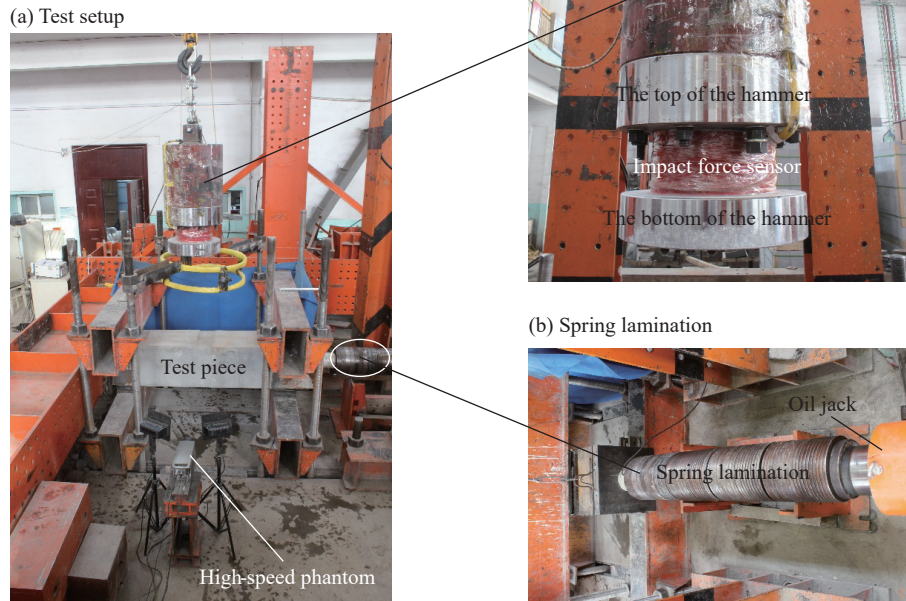 (a) Test setup
The top of the hammer
Impact force sensor
The bottom of the hammer
Test piece
High-speed phantom
(b) Spring lamination
Oil jack
Spring lamination